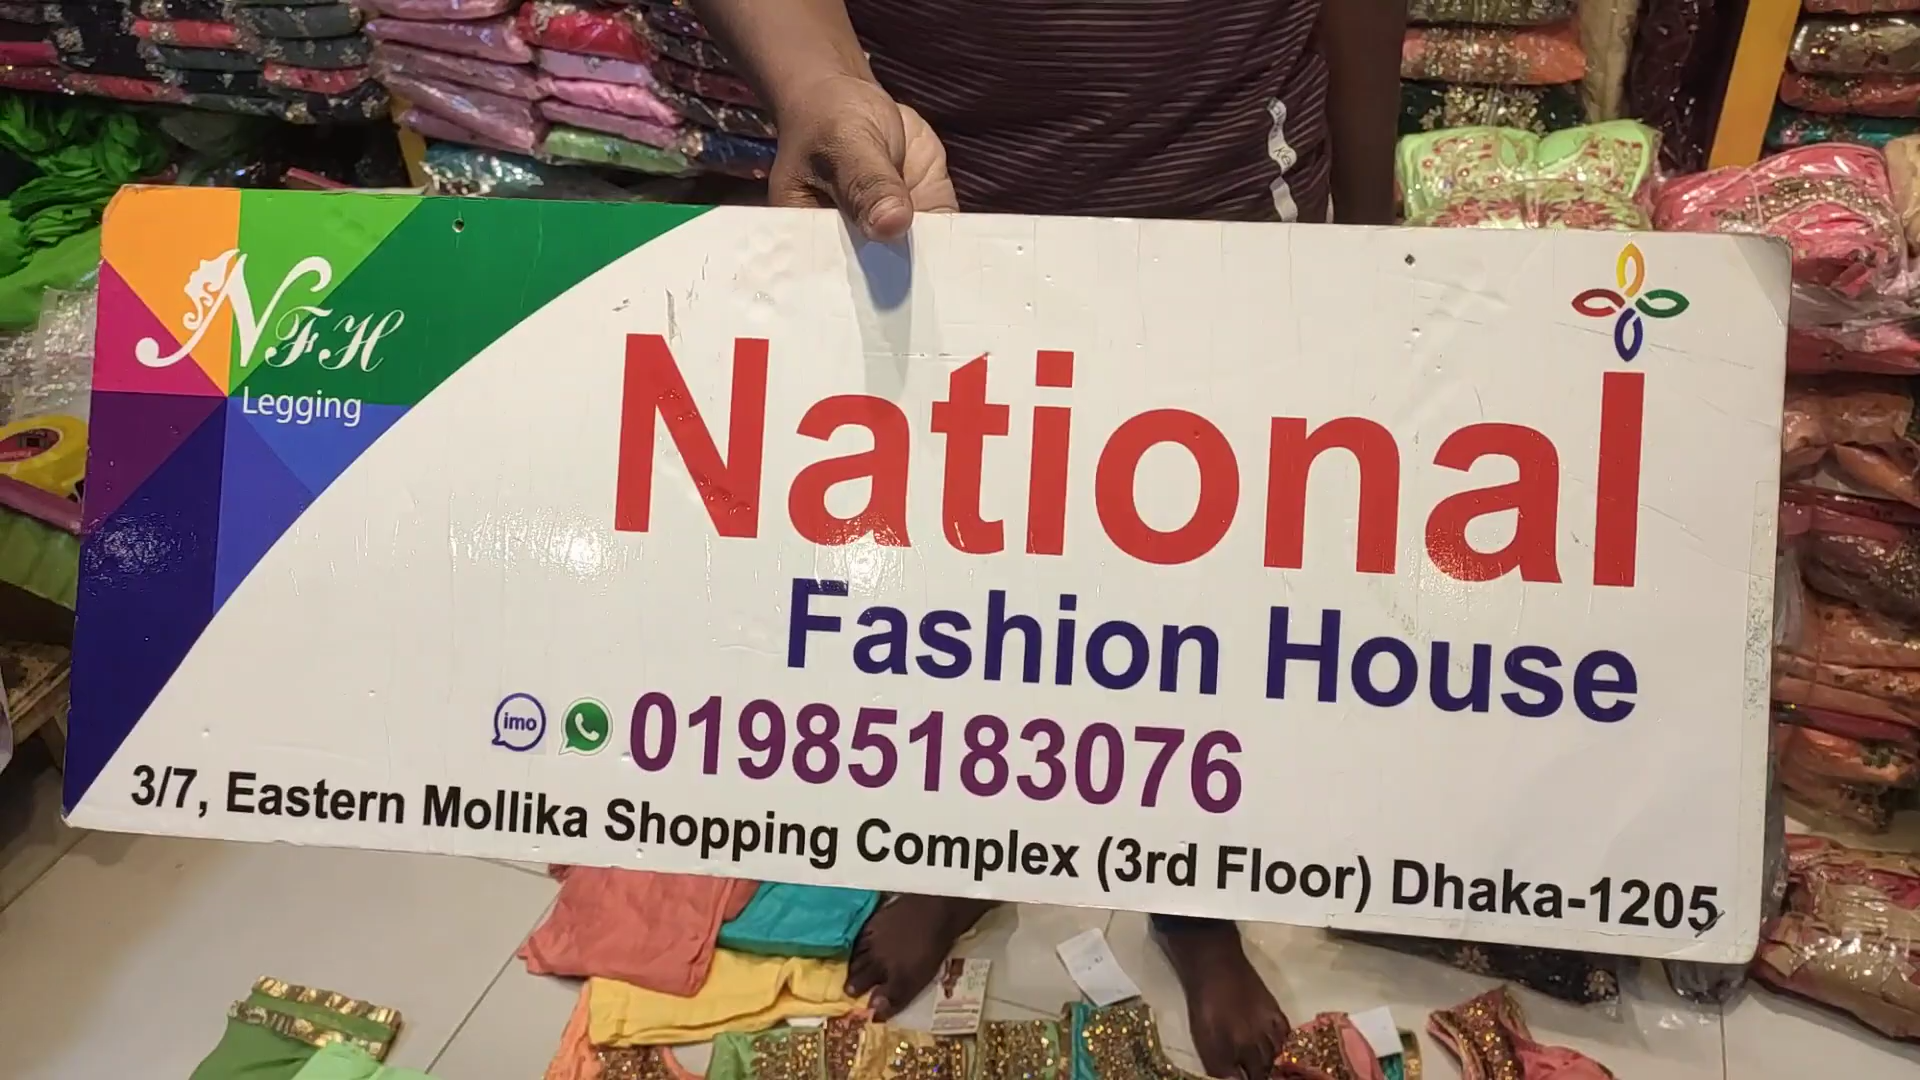 NFH
Legging
National
Fashion House
imo 01985183076
3/7, Eastern Mollika Shopping Complex (3rd Floor) Dhaka-1205